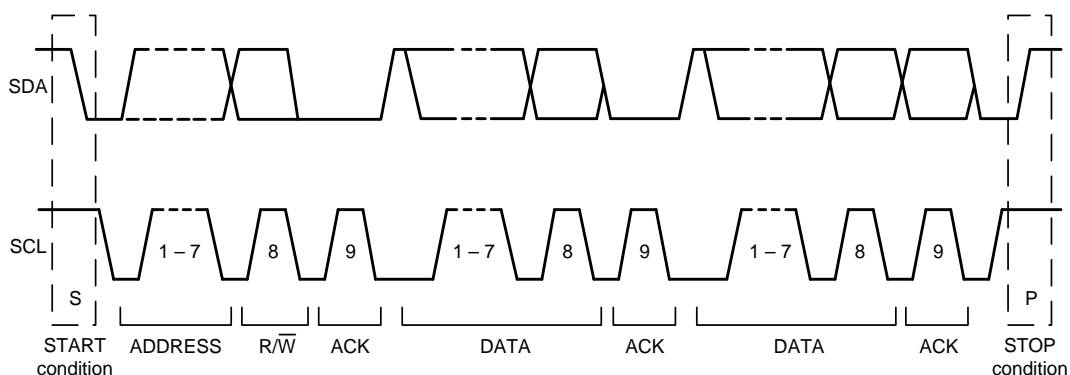 SDA
SCL
1 – 7 8 9 1 – 7 8 9 1 – 7 8 9
S P
START condition ADDRESS R/W̅ ACK DATA ACK DATA ACK STOP condition